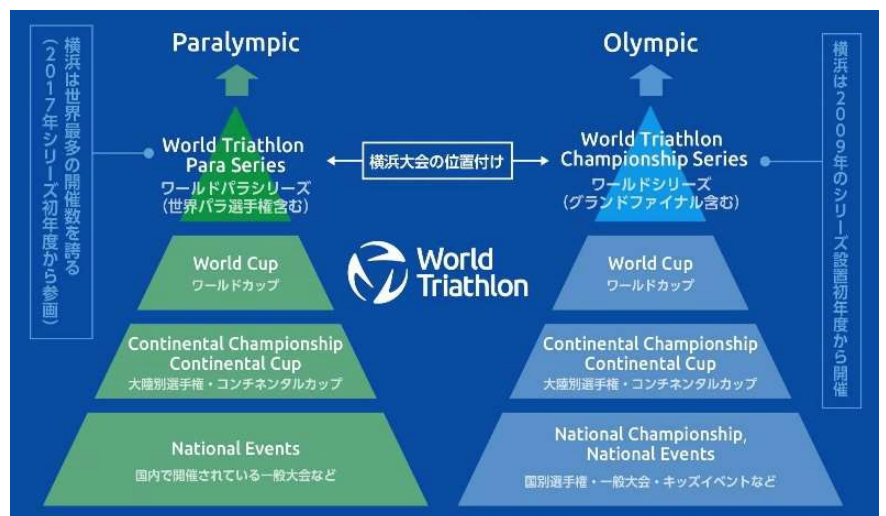 Paralympic
World Triathlon
Para Series
ワールドパラシリーズ
(世界パラ選手権含む)
World Cup
ワールドカップ
Continental Championship
Continental Cup
大陸別選手権・コンチネンタルカップ
National Events
国内で開催されている一般大会など
横浜は世界最多の開催数を誇る
(2017年シリーズ初年度から参画)
横浜大会の位置付け
World
Triathlon
Olympic
World Triathlon
Championship Series
ワールドシリーズ
(グランドファイナル含む)
World Cup
ワールドカップ
Continental Championship
Continental Cup
大陸別選手権・コンチネンタルカップ
National Championship,
National Events
国別選手権・一般大会・キッズイベントなど
横浜は2009年のシリーズ設置初年度から開催